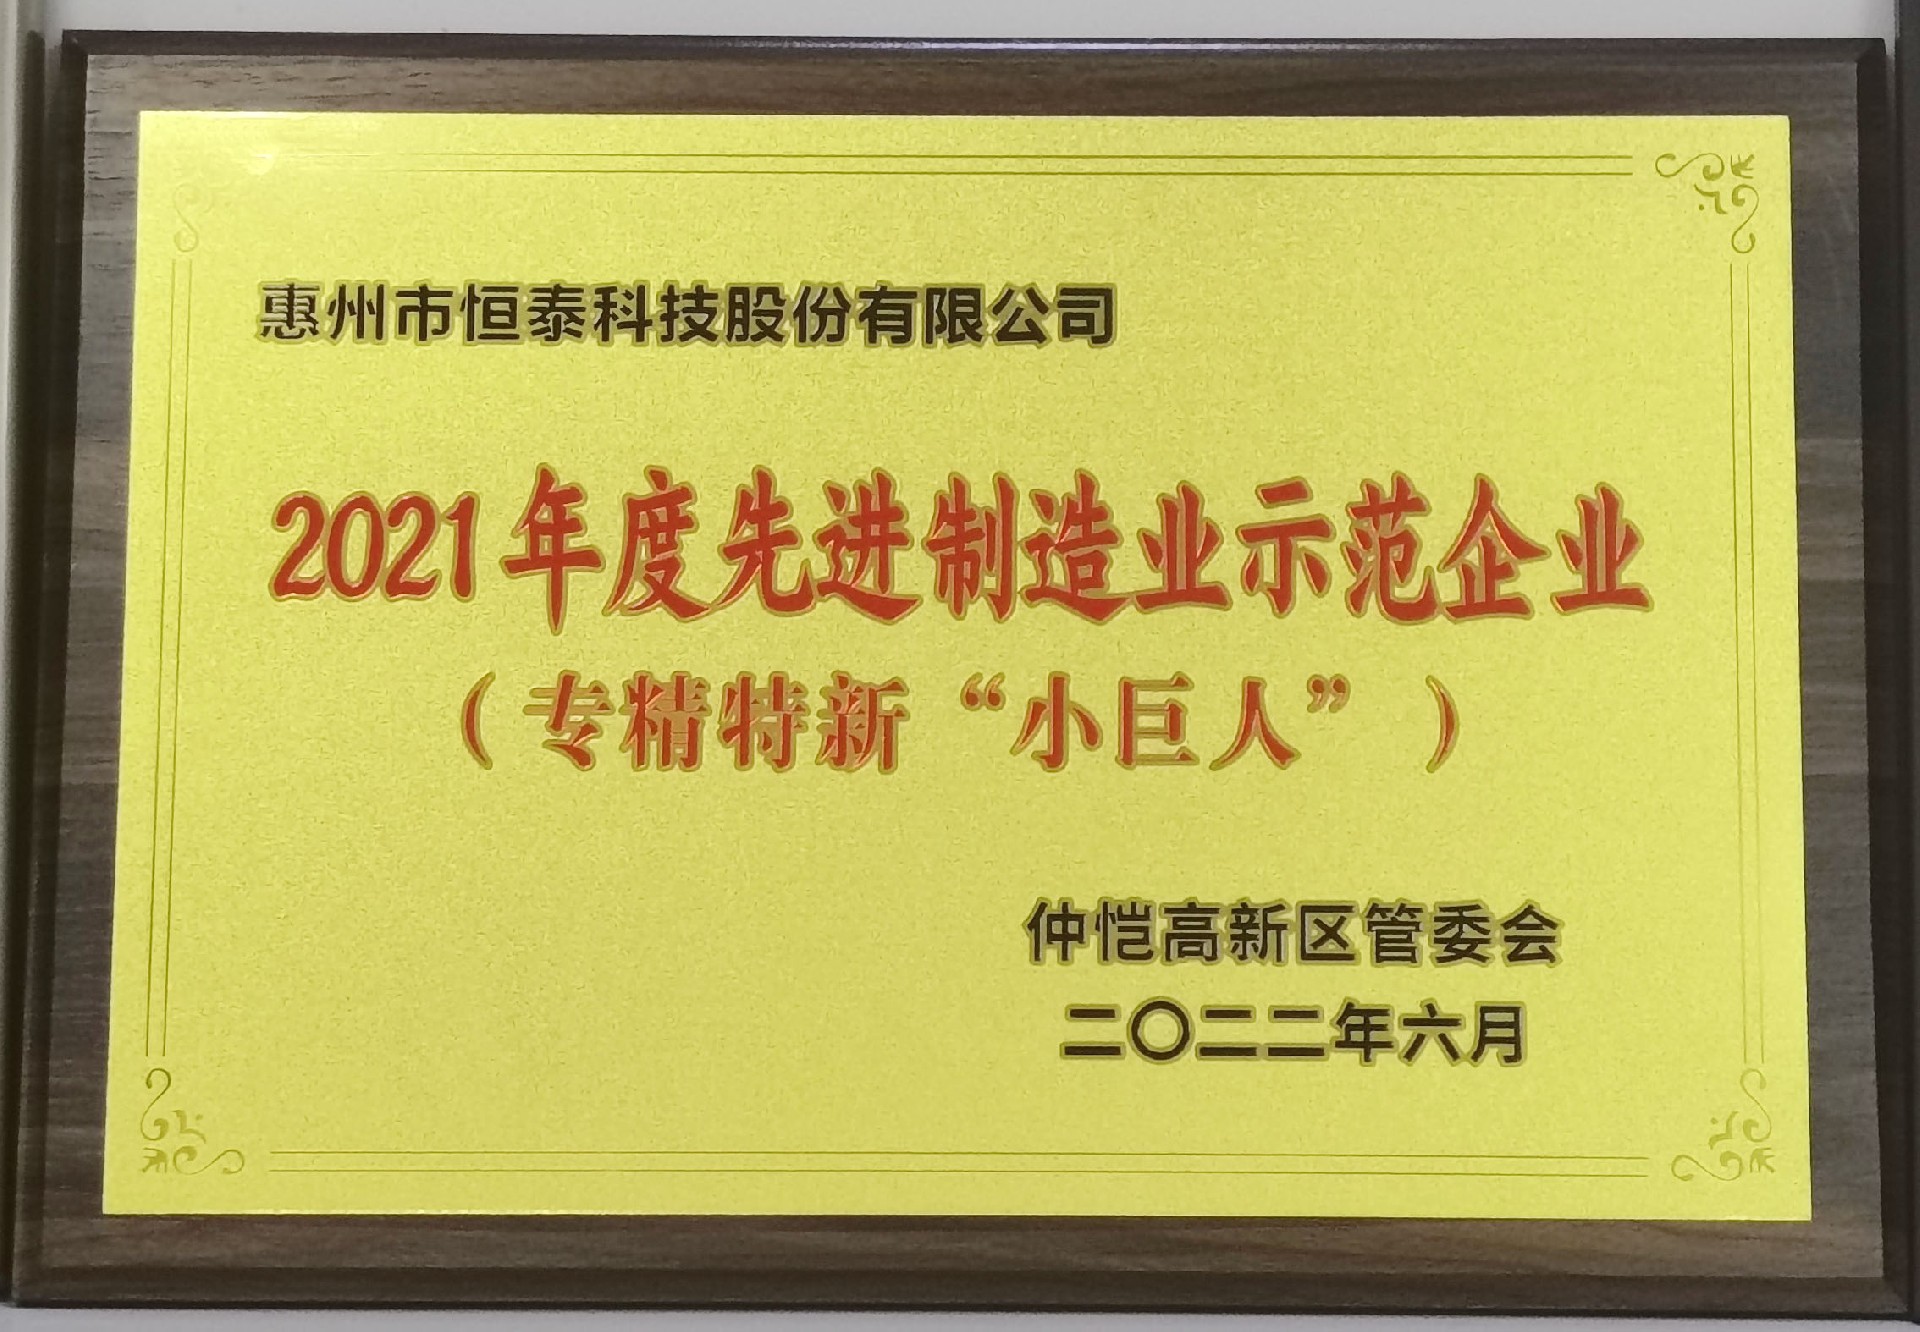 惠州市恒泰科技股份有限公司
2021年度先进制造业示范企业
（专精特新“小巨人”）
仲恺高新区管委会
二〇二二年六月